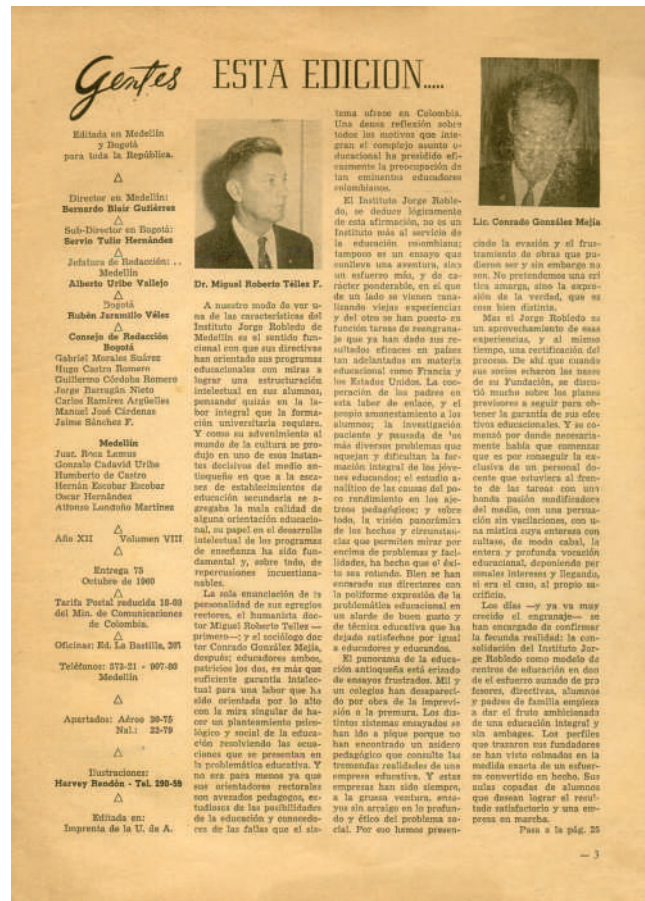 Gentes
ESTA EDICION.....
Editada en Medellín
y Bogotá
para toda la República.
Director en Medellín:
Bernardo Blair Gutiérrez
Sub-Director en Bogotá:
Servio Tulio Hernández
Jefatura de Redacción: ..
Medellín
Alberto Uribe Vallejo
Bogotá
Rubén Jaramillo Vélez
Consejo de Redacción
Bogotá
Gabriel Morales Suárez
Hugo Castro Romero
Guillermo Córdoba Romero
Jorge Barragán Nieto
Carlos Ramírez Argüelles
Manuel José Cárdenas
Jaime Sánchez F.
Medellín
Juan Roca Lemus
Gonzalo Cadavid Uribe
Humberto de Castro
Hernán Escobar Escobar
Oscar Hernández
Alfonso Londoño Martínez
Año XII Volumen VIII
Entrega 75
Octubre de 1960
Tarifa Postal reducida
del Min. de Comunicaciones
de Colombia.
Oficinas: Ed. La Bastilla, 201
Teléfonos:
Medellín
Apartados: Aéreo 30-75
Nal.: 22-79
Ilustraciones:
Harvey Rendón - Tel. 290-59
Editada en:
Imprenta de la U. de A.
Dr. Miguel Roberto Téllez F.
A nuestro modo de ver u-
na de las características del
Instituto Jorge Robledo de
Medellín es el sentido fun-
cional con que sus directivas
han orientado sus programas
educacionales con miras a
lograr una estructuración
intelectual en sus alumnos,
pensando quizás en la la-
bor integral que la forma-
ción universitaria requiere.
Y como su advenimiento al
mundo de la cultura se pro-
dujo en uno de esos instan-
tes decisivos del medio an-
tioqueño en que a la esca-
ses de establecimientos de
educación secundaria se a-
gregaba la mala calidad de
alguna orientación educacio-
nal, su papel en el desarrollo
intelectual de los programas
de enseñanza ha sido fun-
damental y, sobre todo, de
repercusiones incuestiona-
nables.
La sola enunciación de la
personalidad de sus egregios
rectores, el humanista doc-
tor Miguel Roberto Tellez —
primero—; y el sociólogo doc-
tor Conrado González Mejía,
después; educadores ambos,
patricios los dos, es más que
suficiente garantía intelec-
tual para una labor que ha
sido orientada por lo alto
con la mira singular de ha-
cer un planteamiento psico-
lógico y social de la educa-
ción resolviendo las ecua-
ciones que se presentan en
la problemática educativa. Y
no era para menos ya que
sus orientadores rectorales
son avezados pedagogos, es-
tudiosos de las posibilidades
de la educación y conocedo-
res de las fallas que el sis-
tema ofrece en Colombia.
Una densa reflexión sobre
todos los motivos que inte-
gran el complejo asunto e-
ducacional ha presidido efi-
cazmente la preocupación de
tan eminentes educadores
colombianos.
El Instituto Jorge Roble-
do, se deduce lógicamente
de esta afirmación, no es un
Instituto más al servicio de
la educación colombiana;
tampoco es un ensayo que
conlleva una aventura, sino
un esfuerzo más, y de ca-
rácter ponderable, en el que
de un lado se vienen cana-
lizando viejas experiencias
y del otro se han puesto en
función tareas de reengrana-
je que ya han dado sus re-
sultados eficaces en países
tan adelantados en materia
educacional como Francia y
los Estados Unidos. La coo-
peración de los padres en
esta labor de enlace, y el
propio amonestamiento a los
alumnos; la investigación
paciente y pausada de los
más diversos problemas que
aquejan y dificultan la for-
mación integral de los jóve-
nes educandos; el estudio a-
nalítico de las causas del po-
co rendimiento en los aje-
treos pedagógicos; y sobre
todo, la visión panorámica
de los hechos y circunstan-
cias que permiten mirar por
encima de problemas y faci-
lidades, ha hecho que el éxi-
to sea rotundo. Bien se han
encarado sus directores con
la poliforme expresión de la
problemática educacional en
un alarde de buen gusto y
de técnica educativa que ha
dejado satisfechos por igual
a educadores y educandos.
El panorama de la educa-
ción antioqueña está erizado
de ensayos frustrados. Mil y
un colegios han desapareci-
do por obra de la imprevi-
sión o la premura. Los dis-
tintos sistemas ensayados se
han ido a pique porque no
han encontrado un asidero
pedagógico que consulte las
tremendas realidades de una
empresa educativa. Y estas
empresas han sido siempre,
a la gruesa ventura, ensa-
yos sin arraigo en lo profun-
do y ético del problema so-
cial. Por eso hemos presen-
Lic. Conrado González Mejía
ciado la evasión y el frus-
tramiento de obras que pu-
dieron ser y sin embargo no
son. No pretendemos una crí-
tica amarga, sino la expre-
sión de la verdad, que es
cosa bien distinta.
Mas el Jorge Robledo es
un aprovechamiento de esas
experiencias, y al mismo
tiempo, una rectificación del
proceso. De ahí que cuando
sus socios echaron las bases
de su Fundación, se discu-
tió mucho sobre los planes
previsores a seguir para ob-
tener la garantía de sus efec
tivos educacionales. Y se co-
menzó por donde necesaria-
mente había que comenzar
que es por conseguir la ex-
clusiva de un personal do-
cente que estuviera al fren-
te de las tareas con una
honda pasión modificadora
del medio, con una persua-
ción sin vacilaciones, con u-
na mística cuya entereza con
sultase, de modo cabal, la
entera y profunda vocación
educacional, deponiendo per
sonales intereses y llegando,
si era el caso, al propio sa-
crificio.
Los días —y ya va muy
crecido el engranaje— se
han encargado de confirmar
la fecunda realidad: la con-
solidación del Instituto Jor-
ge Robledo como modelo de
centros de educación en don-
de el esfuerzo aunado de pro
fesores, directivas, alumnos
y padres de familia empieza
a dar el fruto ambicionado
de una educación integral y
sin ambages. Los perfiles
que trazaron sus fundadores
se han visto colmados en la
medida exacta de un esfuer-
zo convertido en hecho. Sus
aulas copadas de alumnos
que desean lograr el resul-
tado satisfactorio y una em-
presa en marcha.
Pasa a la pág. 25
— 3